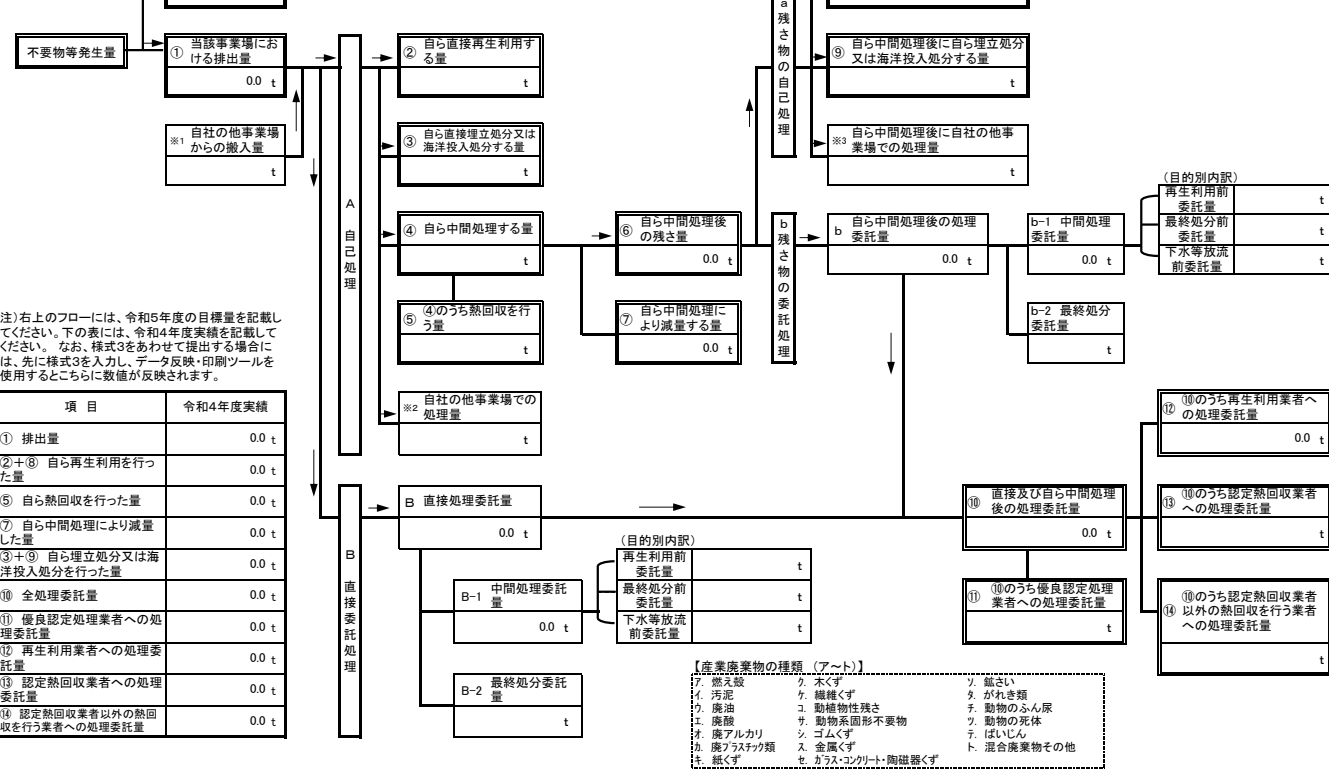 不要物等発生量
① 当該事業場にお
ける排出量
0.0 t
※1 自社の他事業場
からの搬入量
t
A 自己処理
② 自ら直接再生利用す
る量
t
③ 自ら直接埋立処分又は
海洋投入処分する量
t
④ 自ら中間処理する量
t
⑤ ④のうち熱回収を行
う量
t
※2 自社の他事業場での
処理量
t
⑥ 自ら中間処理後
の残さ量
0.0 t
⑦ 自ら中間処理に
より減量する量
0.0 t
a 残さ物の自己処理
⑨ 自ら中間処理後に自ら埋立処分
又は海洋投入処分する量
t
※3 自ら中間処理後に自社の他事
業場での処理量
t
b 残さ物の委託処理
b 自ら中間処理後の処理
委託量
0.0 t
b-1 中間処理
委託量
0.0 t
b-2 最終処分
委託量
t
(目的別内訳)
再生利用前
委託量
t
最終処分前
委託量
t
下水等放流
前委託量
t
注)右上のフローには、令和5年度の目標量を記載し
てください。下の表には、令和4年度実績を記載して
ください。 なお、様式3をあわせて提出する場合に
は、先に様式3を入力し、データ反映・印刷ツールを
使用するとこちらに数値が反映されます。
項 目 令和4年度実績
① 排出量 0.0 t
②+⑧ 自ら再生利用を行っ
た量 0.0 t
⑤ 自ら熱回収を行った量 0.0 t
⑦ 自ら中間処理により減量
した量 0.0 t
③+⑨ 自ら埋立処分又は海
洋投入処分を行った量 0.0 t
⑩ 全処理委託量 0.0 t
⑪ 優良認定処理業者への処
理委託量 0.0 t
⑫ 再生利用業者への処理委
託量 0.0 t
⑬ 認定熱回収業者への処理
委託量 0.0 t
⑭ 認定熱回収業者以外の熱回
収を行う業者への処理委託量 0.0 t
B 直接委託処理
B 直接処理委託量
0.0 t
B-1 中間処理委託
量
0.0 t
B-2 最終処分委託
量
t
(目的別内訳)
再生利用前
委託量
t
最終処分前
委託量
t
下水等放流
前委託量
t
⑩ 直接及び自ら中間処理
後の処理委託量
0.0 t
⑪ ⑩のうち優良認定処理
業者への処理委託量
t
⑫ ⑩のうち再生利用業者へ
の処理委託量
0.0 t
⑬ ⑩のうち認定熱回収業者
への処理委託量
t
⑭ ⑩のうち認定熱回収業者
以外の熱回収を行う業者
への処理委託量
t
【産業廃棄物の種類 (ア~ト)】
ア. 燃え殻
イ. 汚泥
ウ. 廃油
エ. 廃酸
オ. 廃アルカリ
カ. 廃プラスチック類
キ. 紙くず
ク. 木くず
ケ. 繊維くず
コ. 動植物性残さ
サ. 動物系固形不要物
シ. ゴムくず
ス. 金属くず
セ. ガラス・コンクリート・陶磁器くず
ソ. 鉱さい
タ. がれき類
チ. 動物のふん尿
ツ. 動物の死体
テ. ばいじん
ト. 混合廃棄物その他